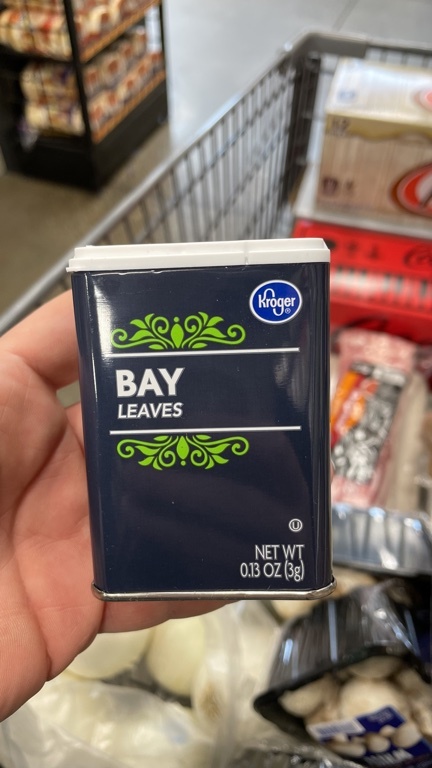 Kroger®
BAY
LEAVES
U
NET WT
0.13 OZ (3g)